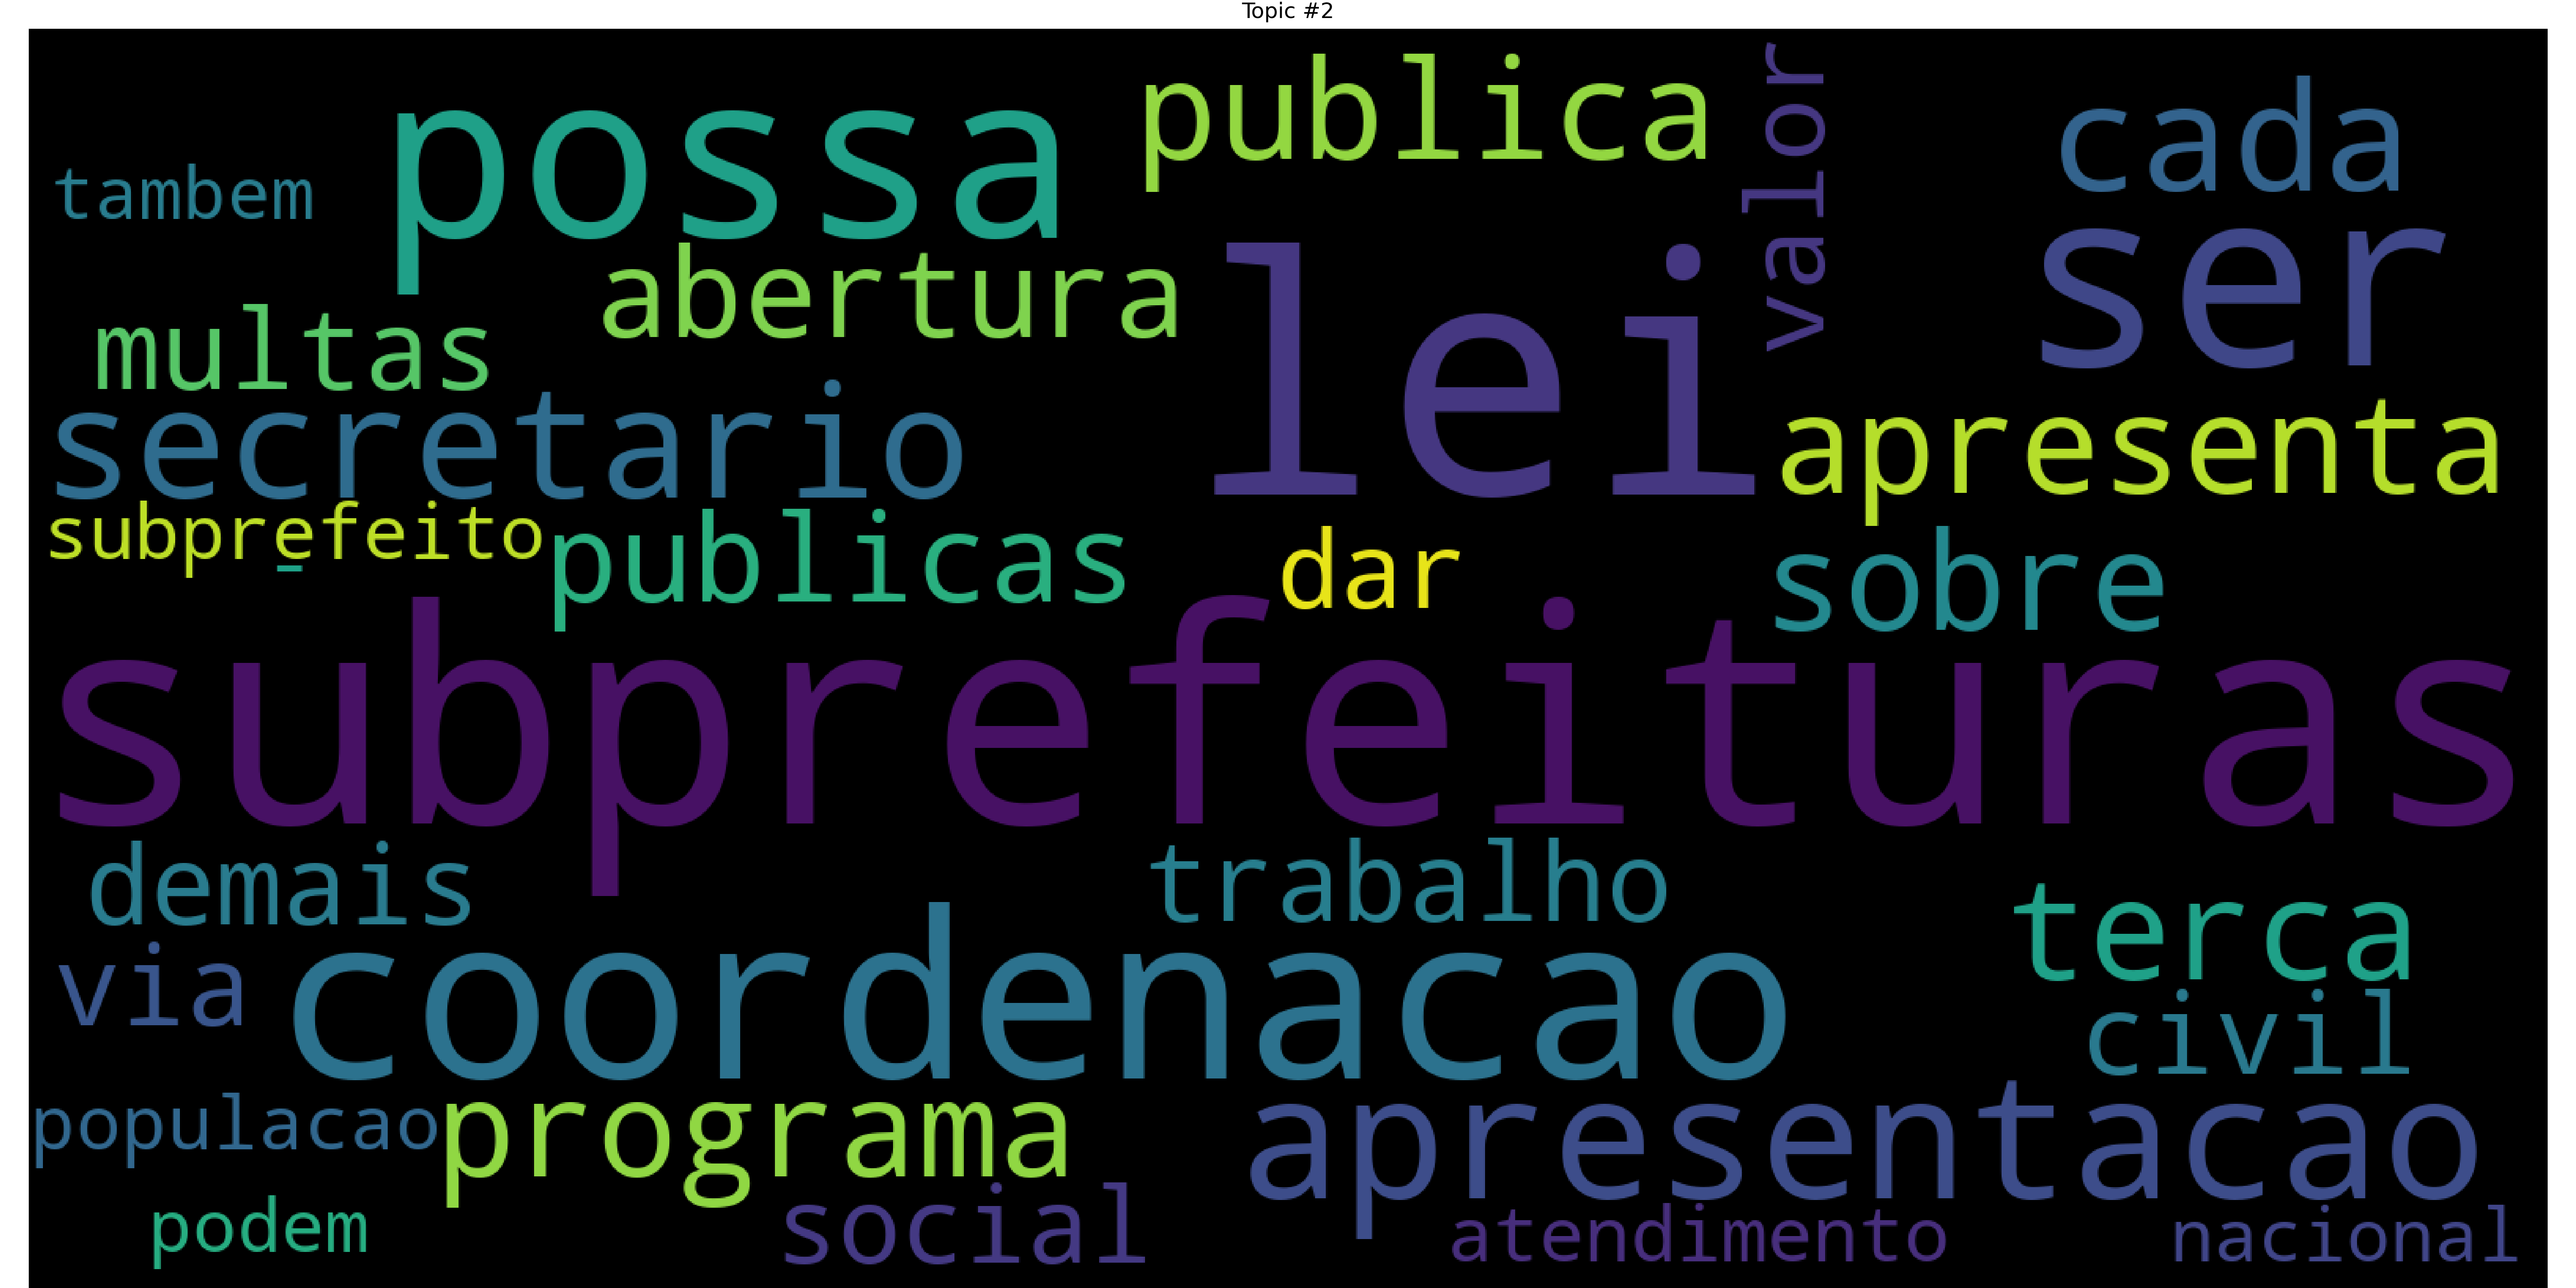 Topic #2
possa
publica
valor
cada
tambem
ser
abertura
lei
multas
secretario
apresenta
subprefeito
publicas
dar
sobre
subprefeituras
demais
trabalho
terca
via
coordenacao
civil
populacao
programa
apresentacao
podem
social
atendimento
nacional